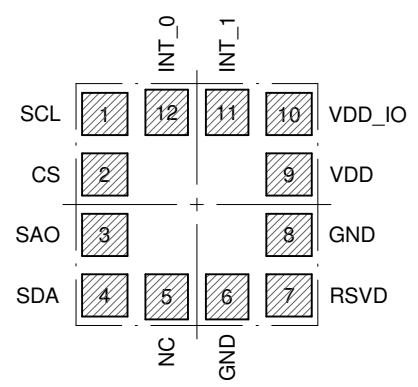 INT_0 INT_1
SCL 1 12 11 10 VDD_IO
CS 2 9 VDD
SAO 3 8 GND
SDA 4 5 6 7 RSVD
NC GND